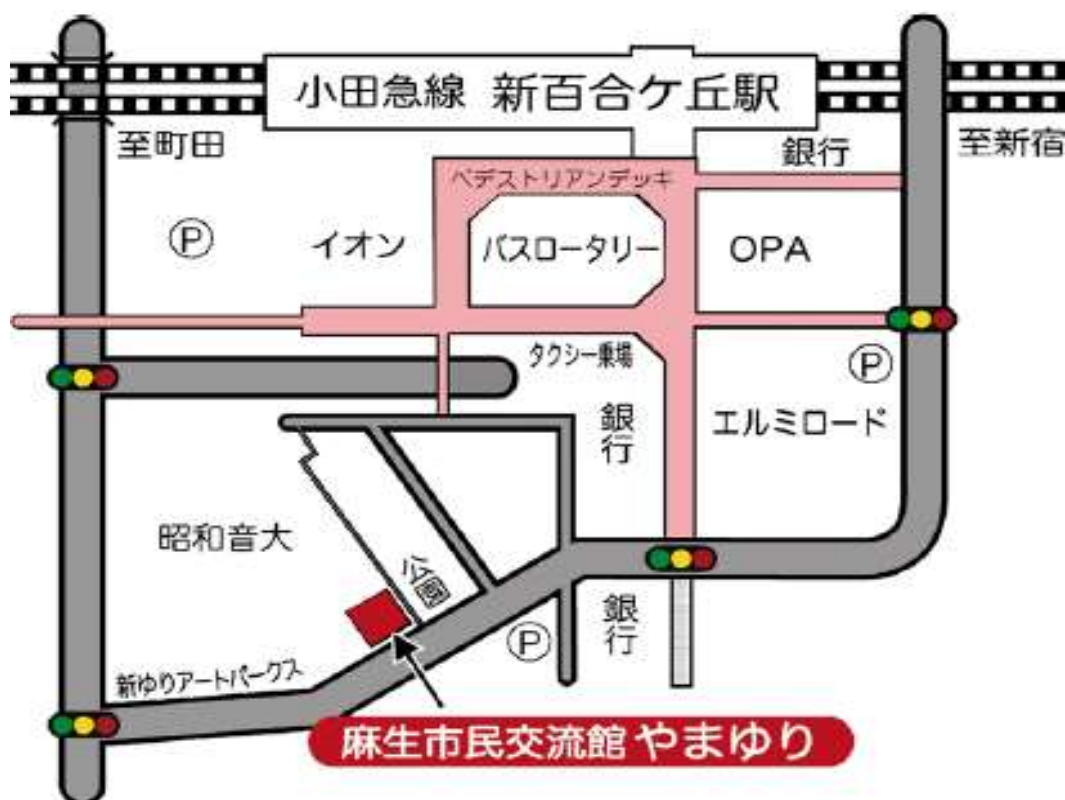 小田急線 新百合ケ丘駅
至町田
銀行
至新宿
ペデストリアンデッキ
Ⓟ
イオン
バスロータリー
OPA
タクシー乗場
Ⓟ
銀行
エルミロード
昭和音大
公園
銀行
Ⓟ
新ゆりアートパークス
麻生市民交流館 やまゆり